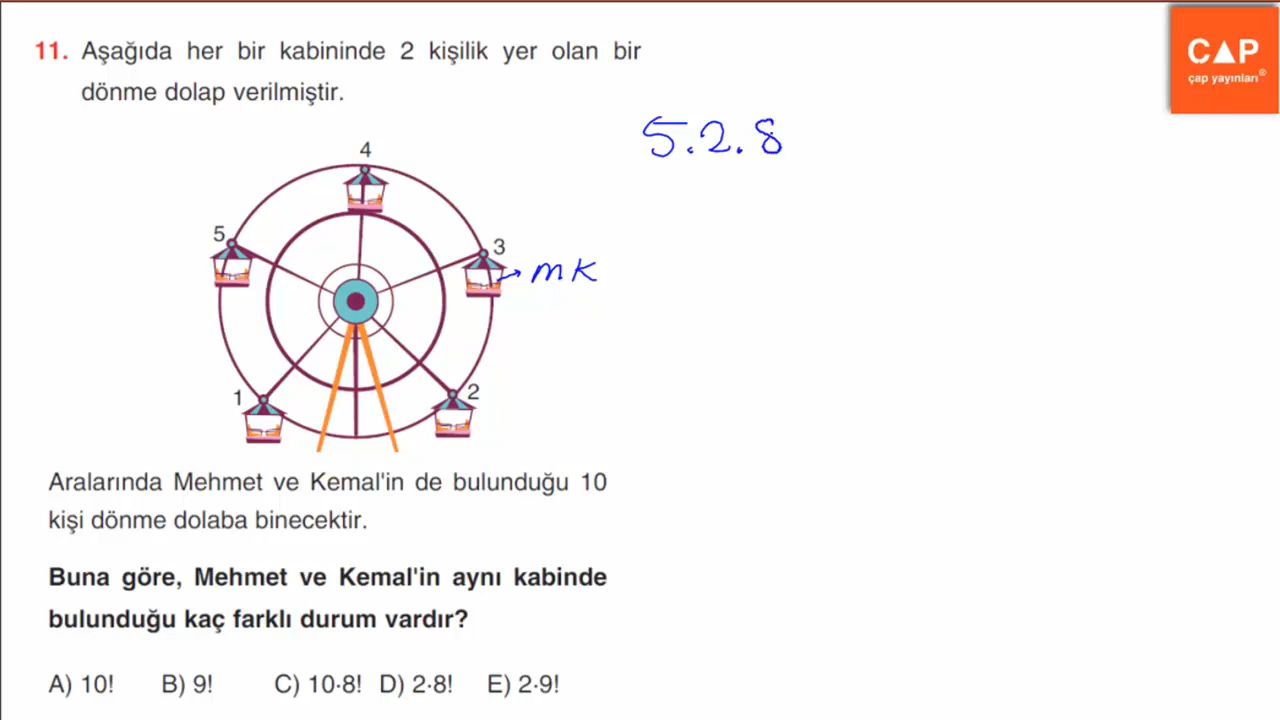 11. Aşağıda her bir kabininde 2 kişilik yer olan bir
dönme dolap verilmiştir.
CAP
çap yayınları®
5.2.8
4
5
3
MK
1
2
Aralarında Mehmet ve Kemal'in de bulunduğu 10
kişi dönme dolaba binecektir.
Buna göre, Mehmet ve Kemal'in aynı kabinde
bulunduğu kaç farklı durum vardır?
A) 10! B) 9! C) 10·8! D) 2·8! E) 2·9!